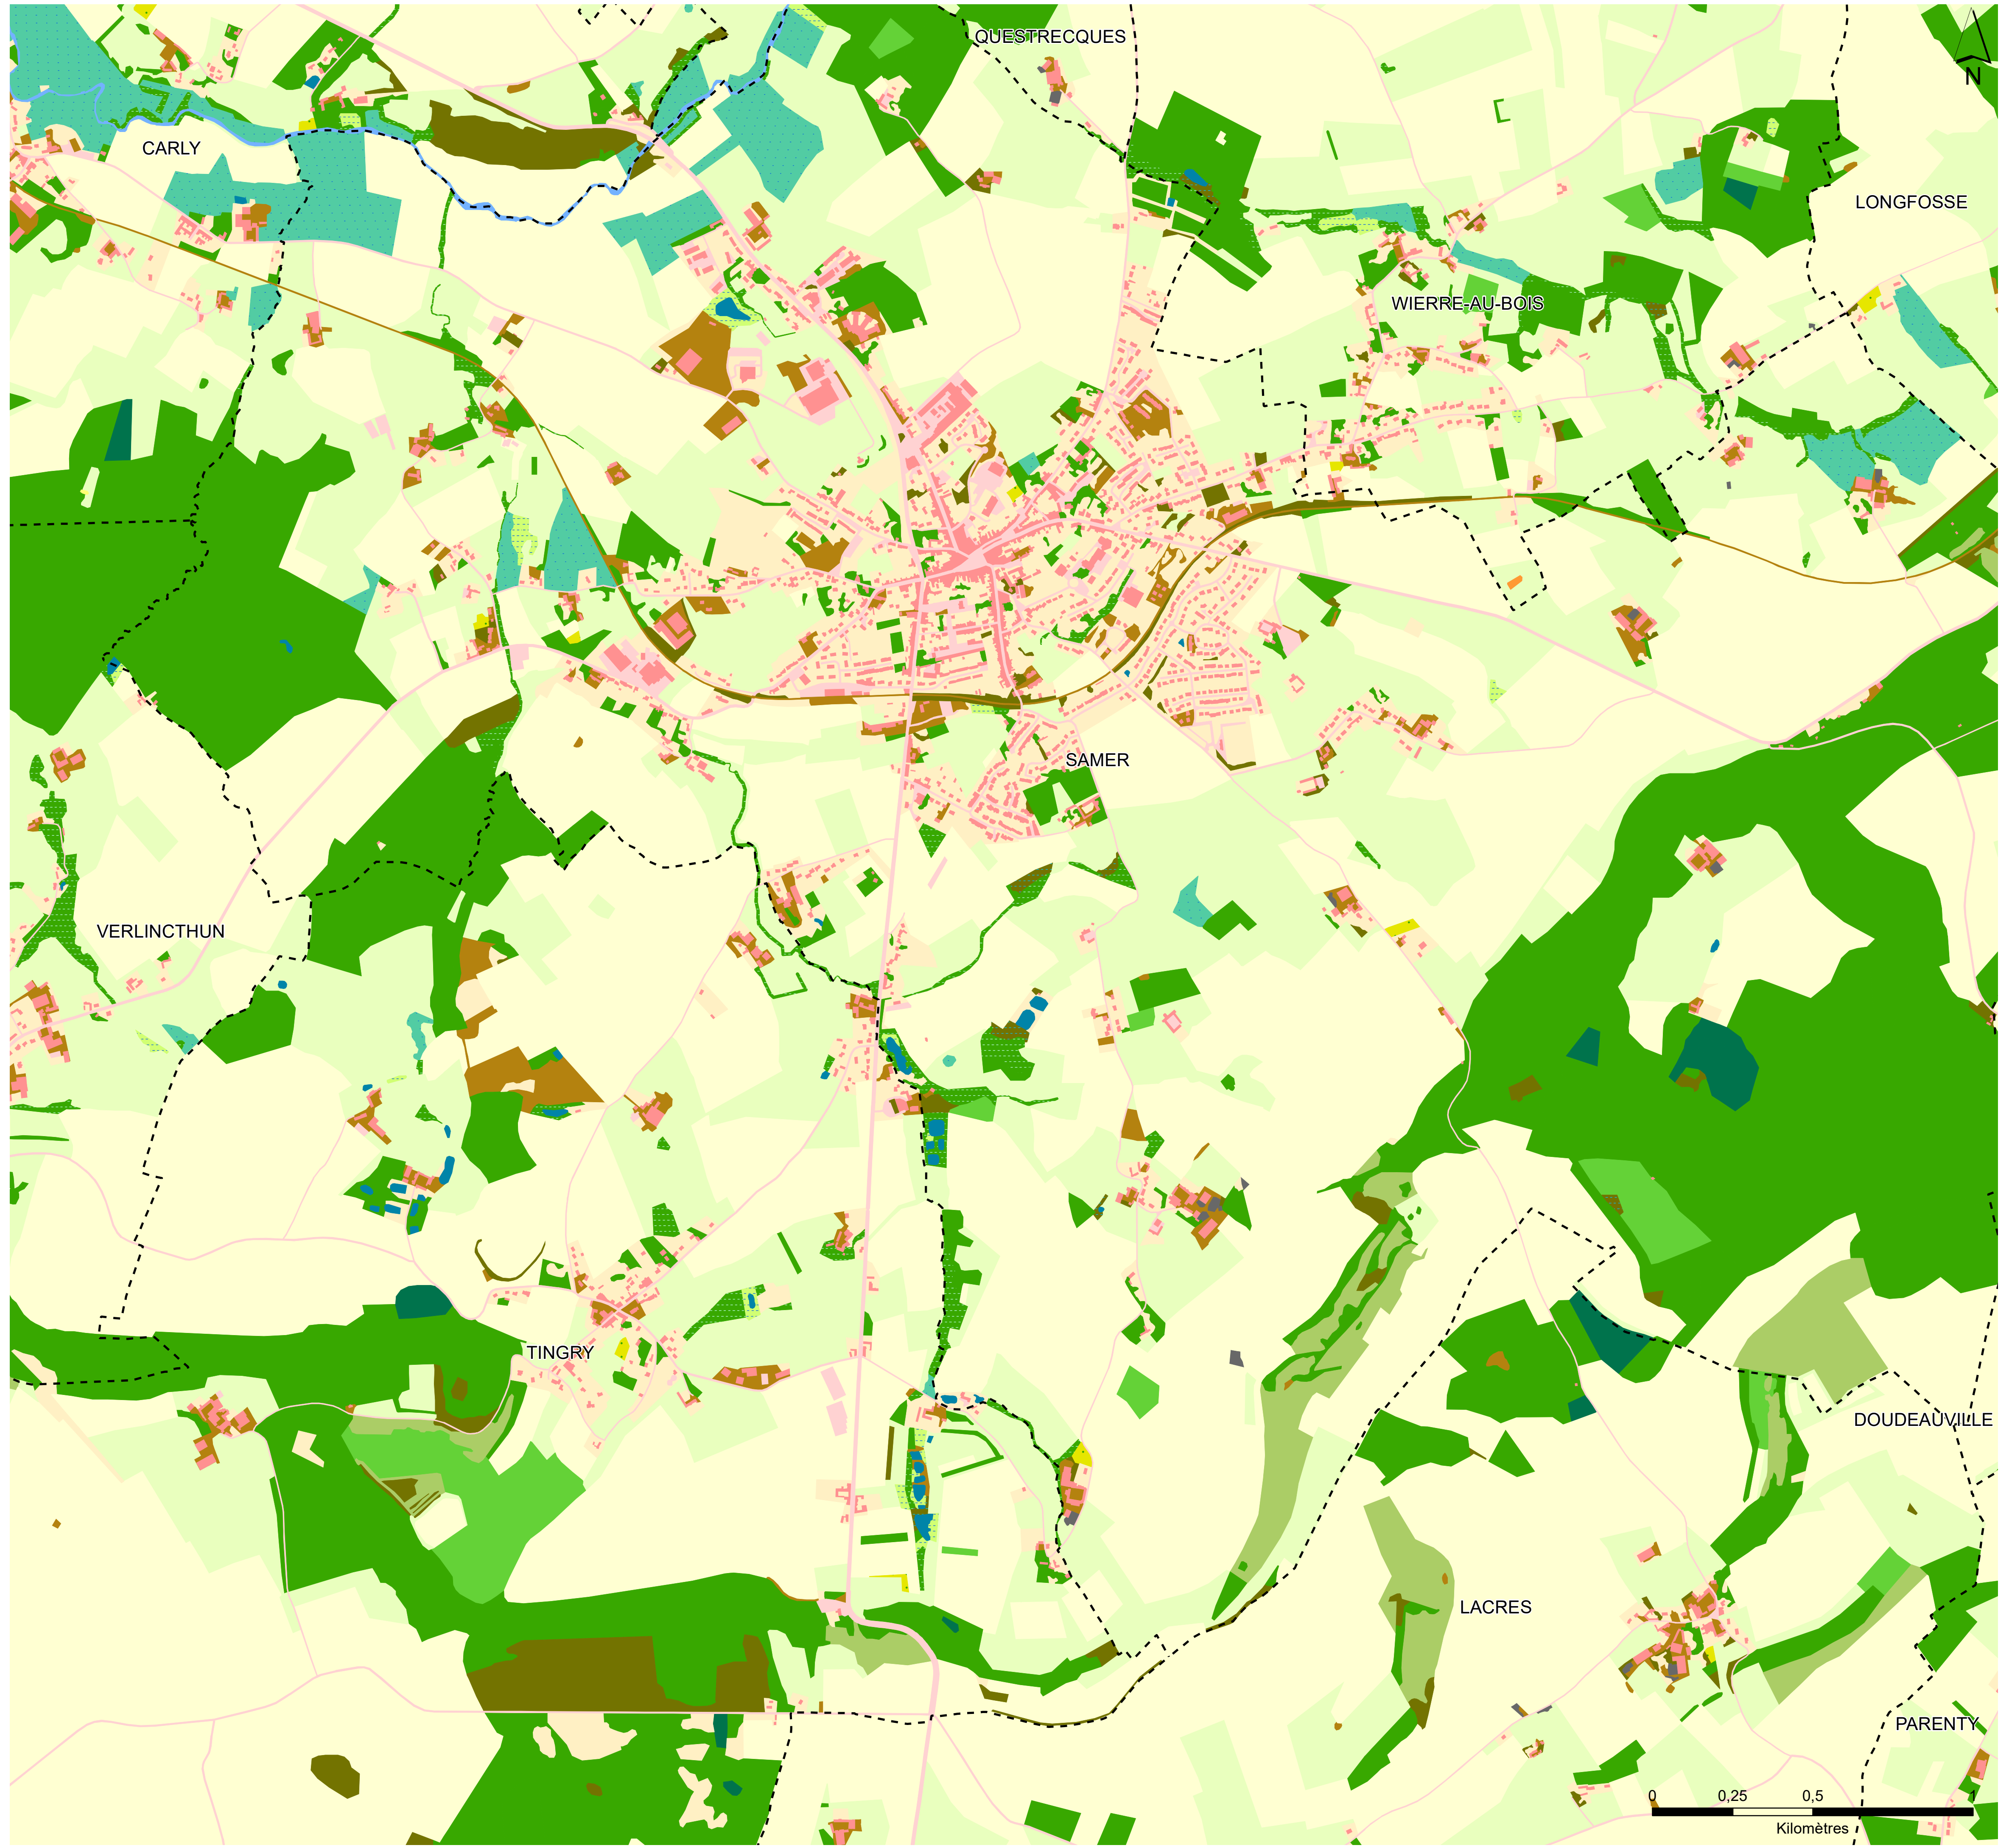 QUESTRECQUES
N
CARLY
LONGFOSSE
WIERRE-AU-BOIS
SAMER
VERLINCTHUN
TINGRY
DOUDEAUVILLE
LACRES
PARENTY
0 0,25 0,5 1
Kilomètres